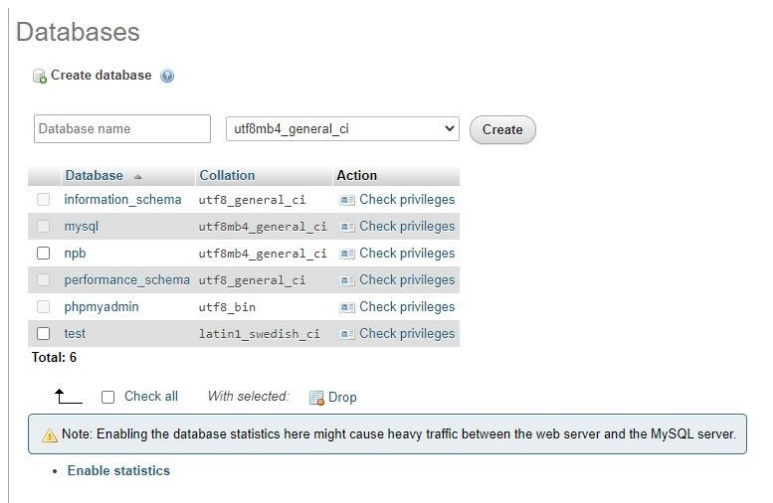 Databases
Create database
Database name utf8mb4_general_ci Create
Database Collation Action
information_schema utf8_general_ci Check privileges
mysql utf8mb4_general_ci Check privileges
npb utf8mb4_general_ci Check privileges
performance_schema utf8_general_ci Check privileges
phpmyadmin utf8_bin Check privileges
test latin1_swedish_ci Check privileges
Total: 6
Check all With selected: Drop
Note: Enabling the database statistics here might cause heavy traffic between the web server and the MySQL server.
• Enable statistics